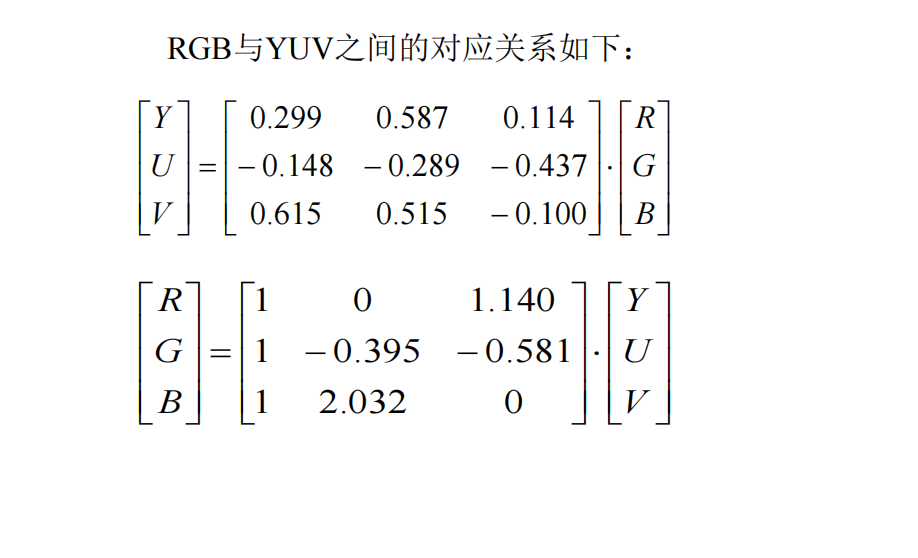 RGB与YUV之间的对应关系如下：
[Y U V] = [0.299 0.587 0.114
−0.148 −0.289 −0.437
0.615 0.515 −0.100] · [R G B]
[R G B] = [1 0 1.140
1 −0.395 −0.581
1 2.032 0] · [Y U V]